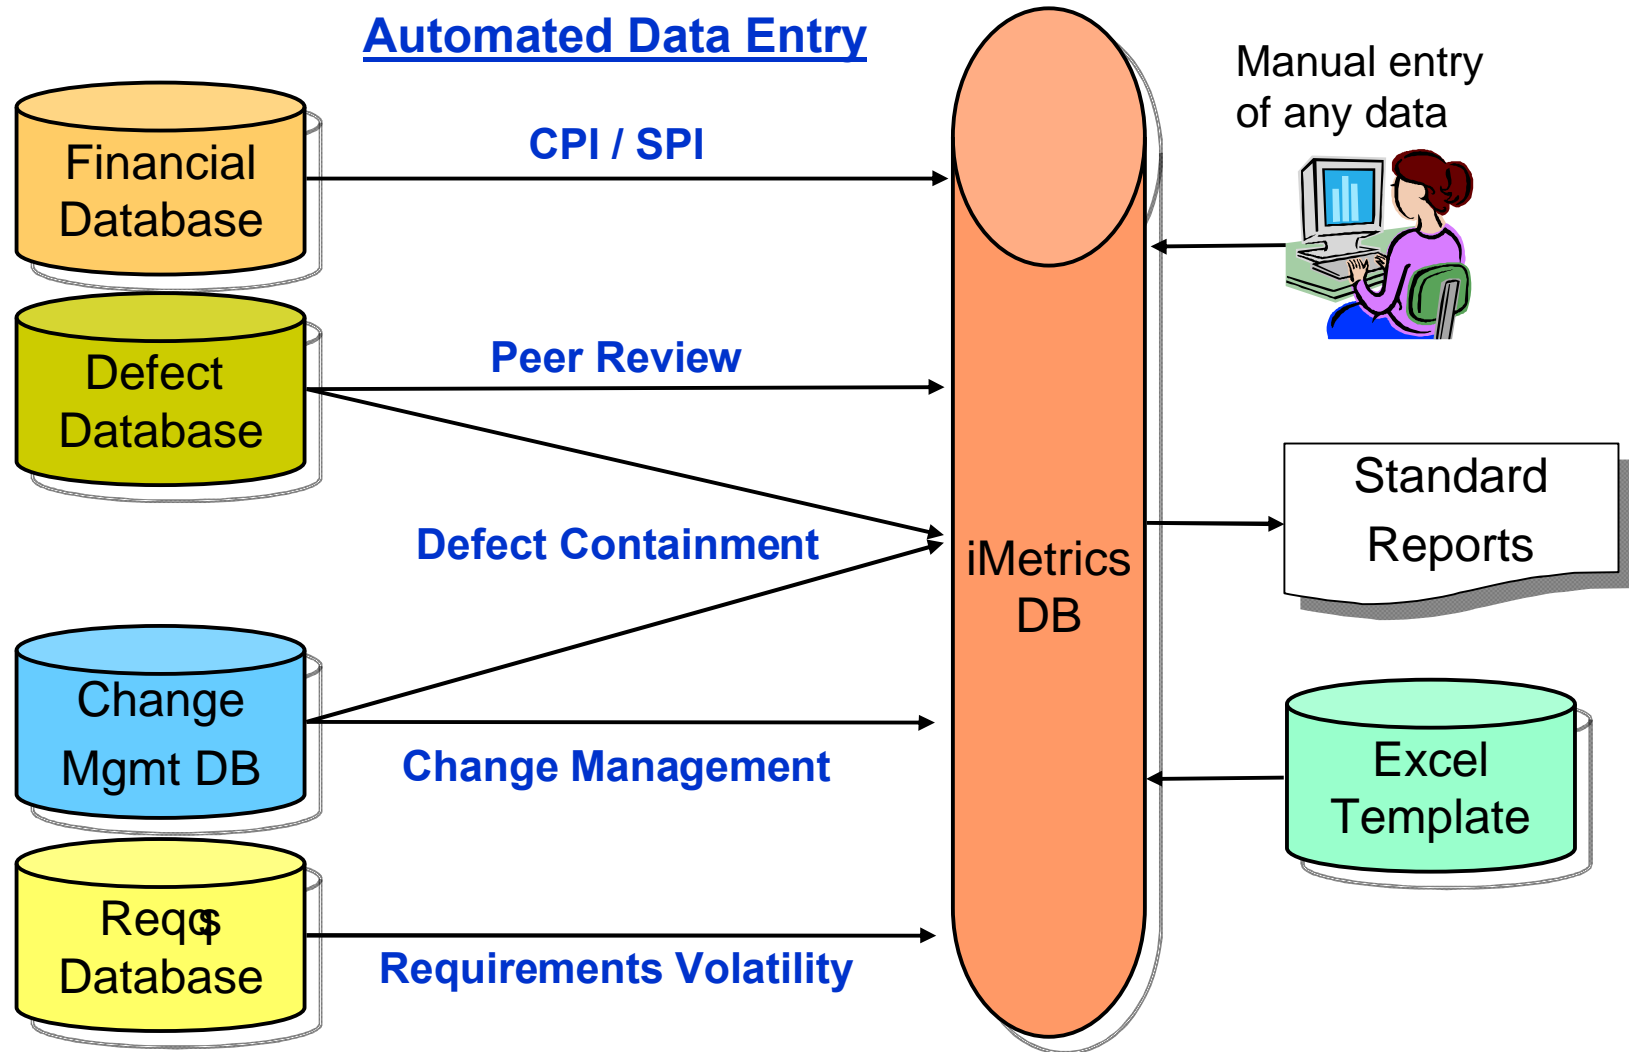 Automated Data Entry
Financial
Database
CPI / SPI
Defect
Database
Peer Review
Defect Containment
Change
Mgmt DB
Change Management
Database
Requirements Volatility
iMetrics
DB
Manual entry
of any data
Standard
Reports
Excel
Template